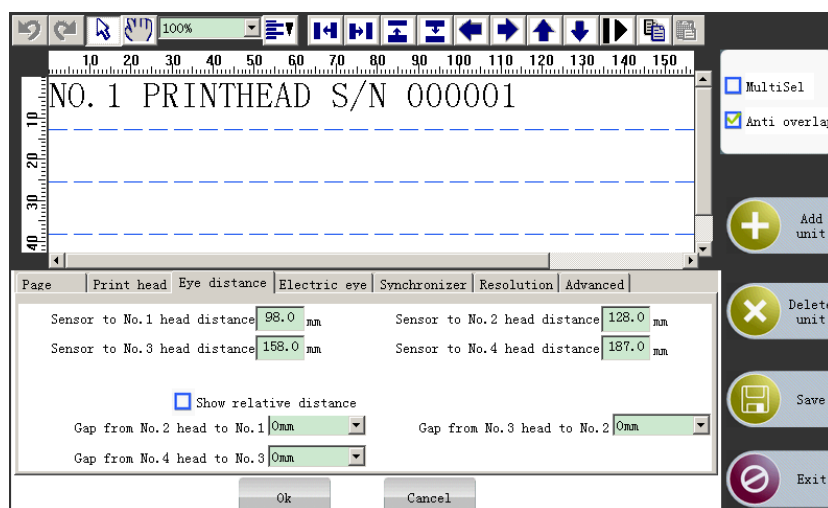 100%
10 20 30 40 50 60 70 80 90 100 110 120 130 140 150
NO.1 PRINTHEAD S/N 000001
10
20
30
40
MultiSel
Anti overlap
Add unit
Delete unit
Save
Exit
Page Print head Eye distance Electric eye Synchronizer Resolution Advanced
Sensor to No.1 head distance 98.0 mm Sensor to No.2 head distance 128.0 mm
Sensor to No.3 head distance 158.0 mm Sensor to No.4 head distance 187.0 mm
Show relative distance
Gap from No.2 head to No.1 0mm Gap from No.3 head to No.2 0mm
Gap from No.4 head to No.3 0mm
Ok Cancel